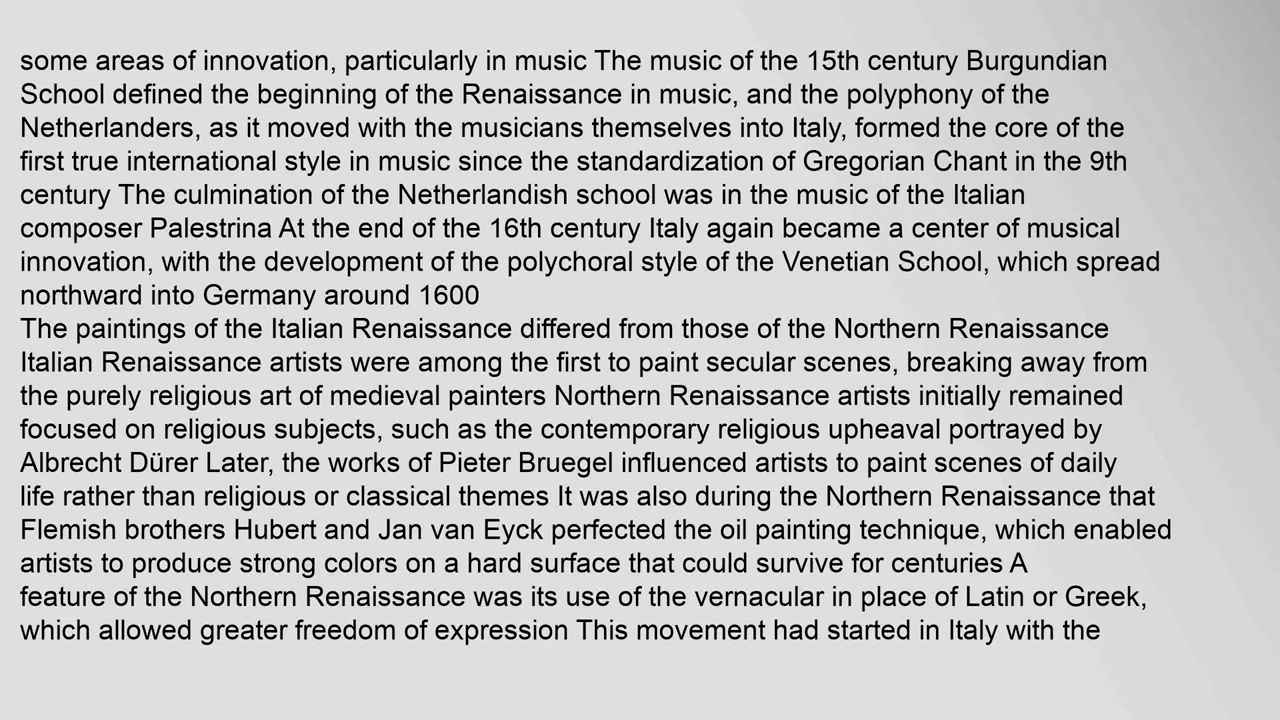 some areas of innovation, particularly in music The music of the 15th century Burgundian
School defined the beginning of the Renaissance in music, and the polyphony of the
Netherlanders, as it moved with the musicians themselves into Italy, formed the core of the
first true international style in music since the standardization of Gregorian Chant in the 9th
century The culmination of the Netherlandish school was in the music of the Italian
composer Palestrina At the end of the 16th century Italy again became a center of musical
innovation, with the development of the polychoral style of the Venetian School, which spread
northward into Germany around 1600
The paintings of the Italian Renaissance differed from those of the Northern Renaissance
Italian Renaissance artists were among the first to paint secular scenes, breaking away from
the purely religious art of medieval painters Northern Renaissance artists initially remained
focused on religious subjects, such as the contemporary religious upheaval portrayed by
Albrecht Dürer Later, the works of Pieter Bruegel influenced artists to paint scenes of daily
life rather than religious or classical themes It was also during the Northern Renaissance that
Flemish brothers Hubert and Jan van Eyck perfected the oil painting technique, which enabled
artists to produce strong colors on a hard surface that could survive for centuries A
feature of the Northern Renaissance was its use of the vernacular in place of Latin or Greek,
which allowed greater freedom of expression This movement had started in Italy with the